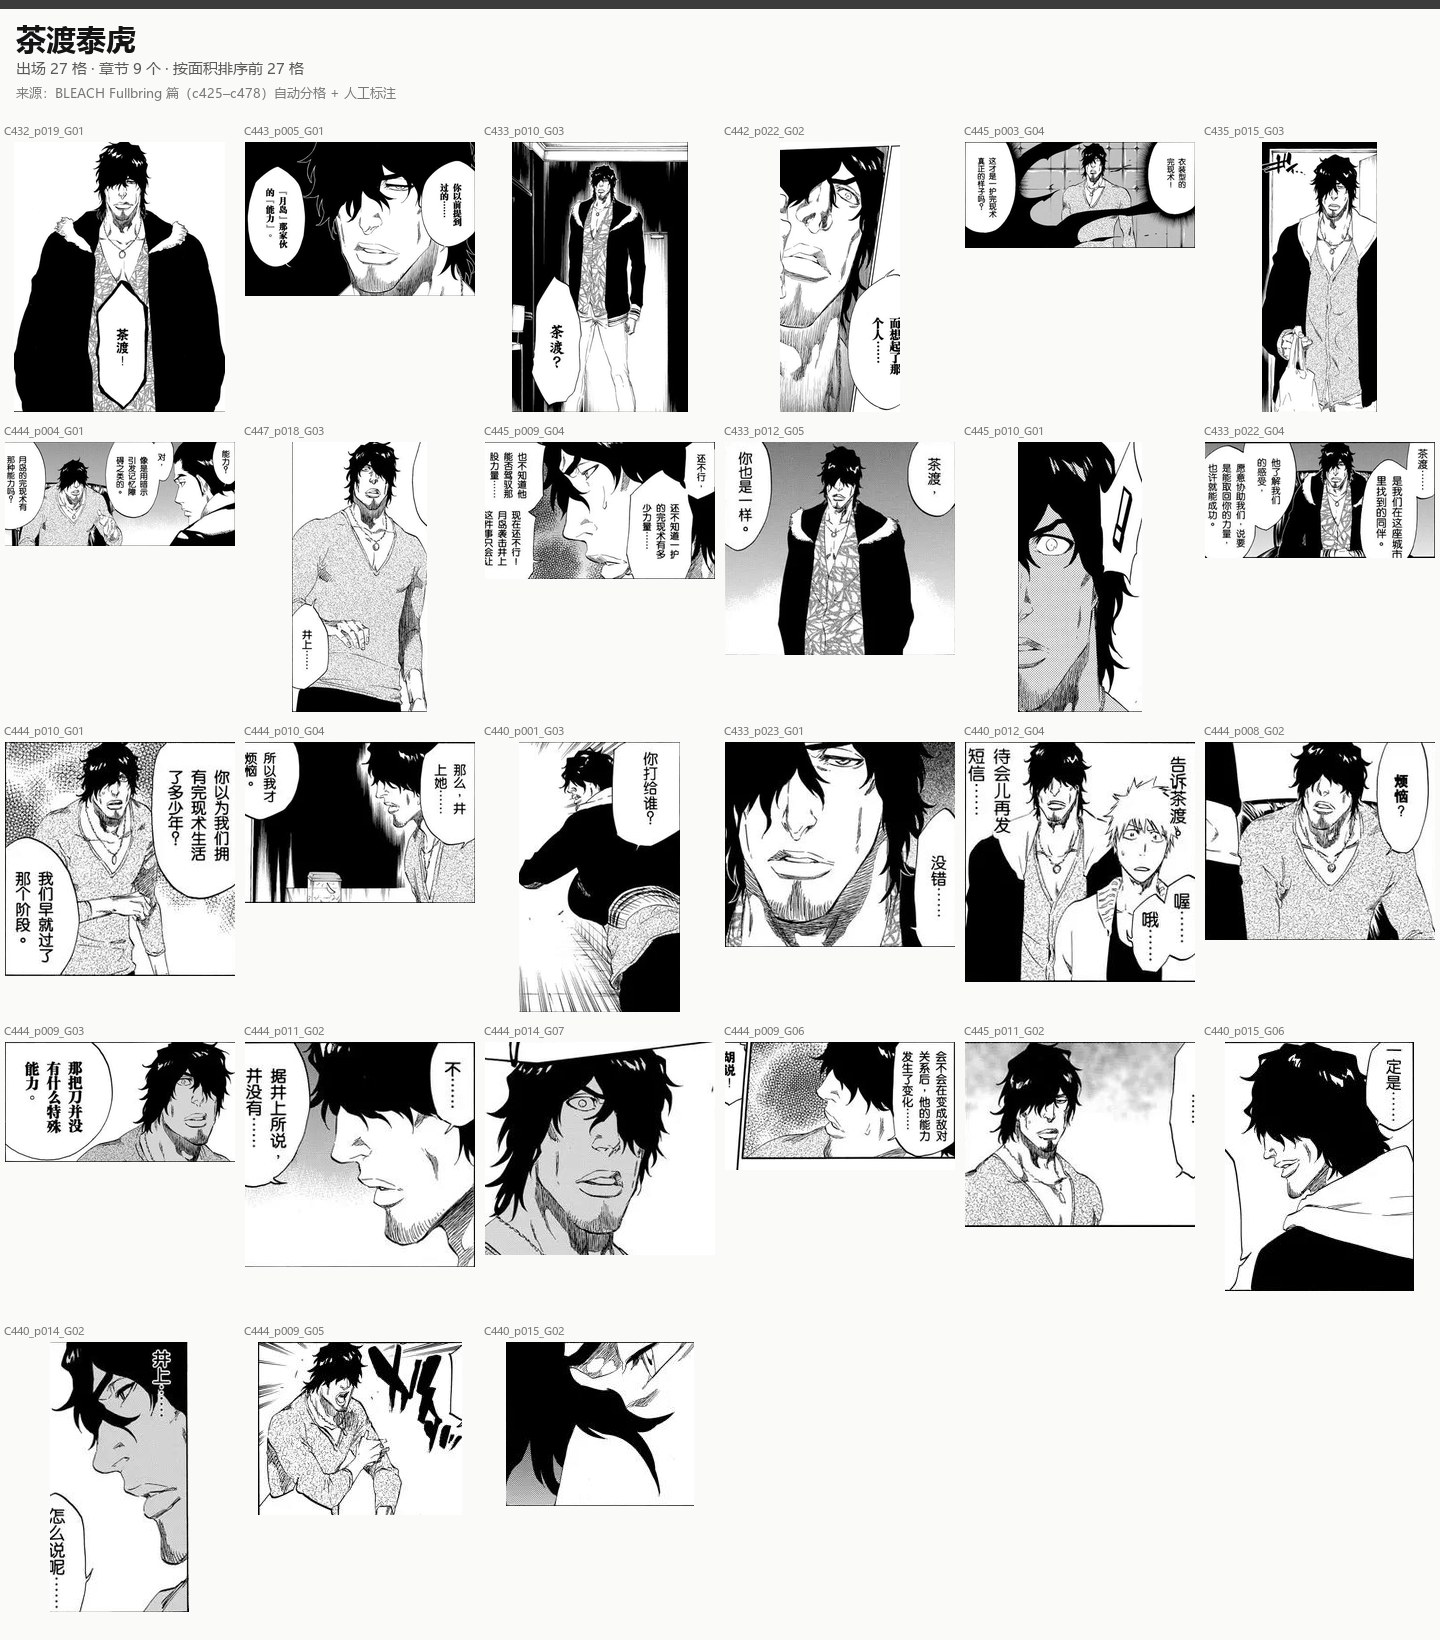 茶渡泰虎
出场 27 格 · 章节 9 个 · 按面积排序前 27 格
来源：BLEACH Fullbring 篇（c425–c478）自动分格 + 人工标注
C432_p019_G01
茶渡！
C443_p005_G01
你以前提到
过的……
『月岛』那家伙
的『能力』。
C433_p010_G03
茶渡？
C442_p022_G02
而想起了那
个人……
C445_p003_G04
衣装型的
完现术！
这才是一护完现术
真正的样子吗？
C435_p015_G03
C444_p004_G01
能力？
对，
像是用暗示
引发记忆障
碍之类的。
月岛的完现术有
那种能力吗？
C447_p018_G03
井上……
C445_p009_G04
还不行，
还不知道一护
的完现术有多
少力量……
也不知道他
能否驾驭那
股力量……
现在还不行！
月岛袭击井上
这件事只会让
C433_p012_G05
茶渡，
你也是一样。
C445_p010_G01
C433_p022_G04
茶渡……
是我们在这座城市
里找到的同伴。
他了解我们
的感受，
愿意协助我们，说要
是能取回你的力量，
也许就能成功。
C444_p010_G01
你以为我们拥
有完现术生活
了多少年？
我们早就过了
那个阶段。
C444_p010_G04
那么，井
上她……
所以我才
烦恼。
C440_p001_G03
你打给谁？
C433_p023_G01
没错……
C440_p012_G04
告诉茶渡。
待会儿再发
短信……
喔……
哦……
C444_p008_G02
烦恼？
C444_p009_G03
那把刀并没
有什么特殊
能力。
C444_p011_G02
不……
据井上所说，
井没有……
C444_p014_G07
C444_p009_G06
会不会在变成敌对
关系后，他的能力
发生了变化……
胡说！
C445_p011_G02
……
C440_p015_G06
一定是……
C440_p014_G02
井上……
怎么说呢……
C444_p009_G05
C440_p015_G02